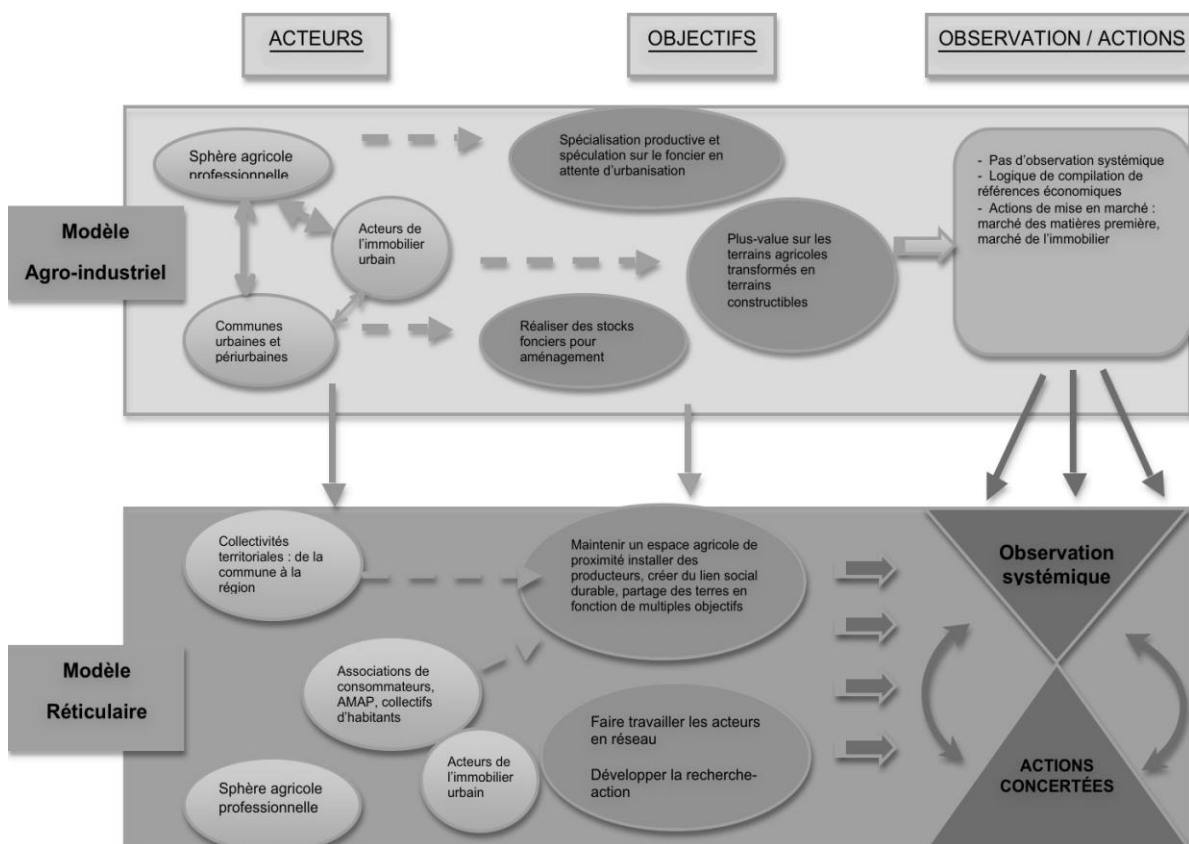 ACTEURS
OBJECTIFS
OBSERVATION / ACTIONS
Modèle
Agro-industriel
Sphère agricole
professionnelle
Acteurs de
l'immobilier
urbain
Communes
urbaines et
périurbaines
Spécialisation productive et
spéculation sur le foncier en
attente d'urbanisation
Plus-value sur les
terrains agricoles
transformés en
terrains
constructibles
Réaliser des stocks
fonciers pour
aménagement
- Pas d'observation systémique
- Logique de compilation de
références économiques
- Actions de mise en marché :
marché des matières première,
marché de l'immobilier
Modèle
Réticulaire
Collectivités
territoriales : de la
commune à la
région
Associations de
consommateurs,
AMAP, collectifs
d'habitants
Acteurs de
l'immobilier
urbain
Sphère agricole
professionnelle
Maintenir un espace agricole de
proximité installer des
producteurs, créer du lien social
durable, partage des terres en
fonction de multiples objectifs
Faire travailler les acteurs
en réseau
Développer la recherche-
action
Observation
systémique
ACTIONS
CONCERTÉES